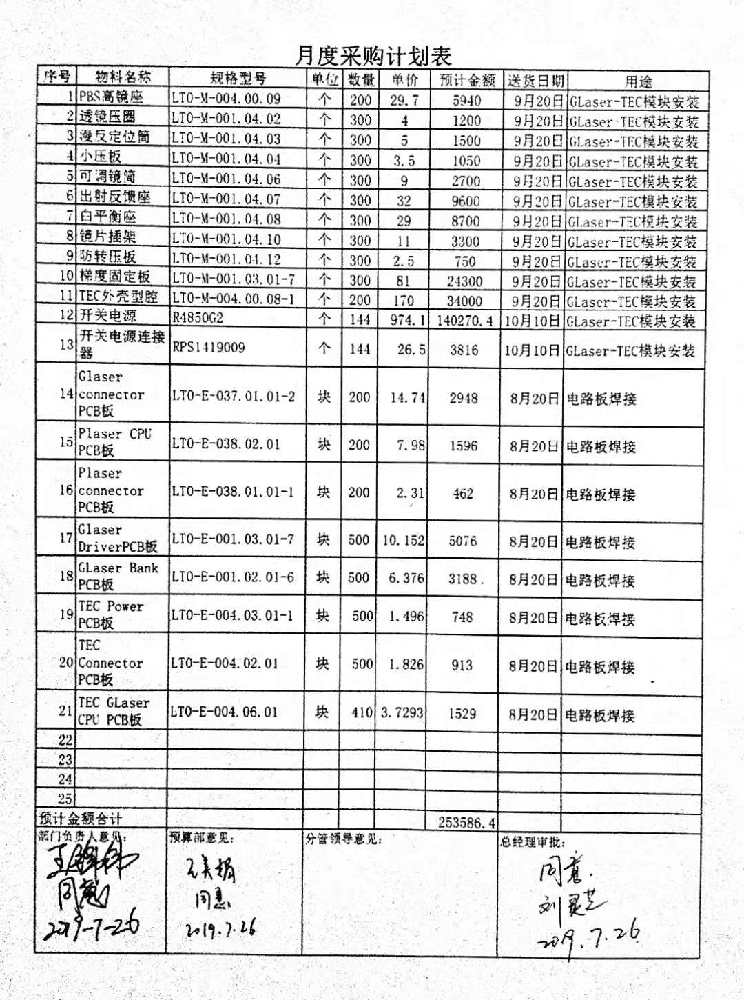 月度采购计划表
序号 物料名称 规格型号 单位 数量 单价 预计金额 送货日期 用途
1 PBS高镜座 LTO-M-004.00.09 个 200 29.7 5940 9月20日 GLaser-TEC模块安装
2 透镜压圈 LTO-M-001.04.02 个 300 4 1200 9月20日 GLaser-TEC模块安装
3 漫反定位筒 LTO-M-001.04.03 个 300 5 1500 9月20日 GLaser-TEC模块安装
4 小压板 LTO-M-001.04.04 个 300 3.5 1050 9月20日 GLaser-TEC模块安装
5 可调镜筒 LTO-M-001.04.06 个 300 9 2700 9月20日 GLaser-TEC模块安装
6 出射反馈座 LTO-M-001.04.07 个 300 32 9600 9月20日 GLaser-TEC模块安装
7 白平衡座 LTO-M-001.04.08 个 300 29 8700 9月20日 GLaser-TEC模块安装
8 镜片插架 LTO-M-001.04.10 个 300 11 3300 9月20日 GLaser-TEC模块安装
9 防转压板 LTO-M-001.04.12 个 300 2.5 750 9月20日 GLaser-TEC模块安装
10 梯度固定板 LTO-M-001.03.01-7 个 300 81 24300 9月20日 GLaser-TEC模块安装
11 TEC外壳型腔 LTO-M-004.00.08-1 个 200 170 34000 9月20日 GLaser-TEC模块安装
12 开关电源 R4850G2 个 144 974.1 140270.4 10月10日 GLaser-TEC模块安装
开关电源连接
13 器 RPS1419009 个 144 26.5 3816 10月10日 GLaser-TEC模块安装
Glaser
14 connector LTO-E-037.01.01-2 块 200 14.74 2948 8月20日 电路板焊接
PCB板
Plaser CPU
15 PCB板 LTO-E-038.02.01 块 200 7.98 1596 8月20日 电路板焊接
Plaser
16 connector LTO-E-038.01.01-1 块 200 2.31 462 8月20日 电路板焊接
PCB板
Glaser
17 DriverPCB板 LTO-E-001.03.01-7 块 500 10.152 5076 8月20日 电路板焊接
GLaser Bank
18 PCB板 LTO-E-001.02.01-6 块 500 6.376 3188 8月20日 电路板焊接
TEC Power
19 PCB板 LTO-E-004.03.01-1 块 500 1.496 748 8月20日 电路板焊接
TEC
20 Connector LTO-E-004.02.01 块 500 1.826 913 8月20日 电路板焊接
PCB板
TEC GLaser
21 CPU PCB板 LTO-E-004.06.01 块 410 3.7293 1529 8月20日 电路板焊接
22
23
24
25
预计金额合计 253586.4
部门负责人意见: 预算部意见: 分管领导意见: 总经理审批:
同意
2019-7-26
同意
2019.7.26
同意.
刘灵芝
2019.7.26